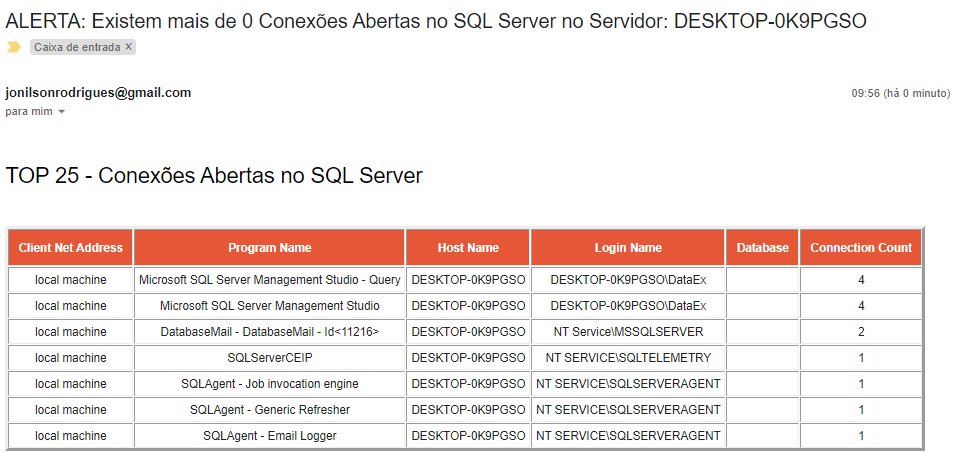 ALERTA: Existem mais de 0 Conexões Abertas no SQL Server no Servidor: DESKTOP-0K9PGSO
Caixa de entrada ×
jonilsonrodrigues@gmail.com 09:56 (há 0 minuto)
para mim
TOP 25 - Conexões Abertas no SQL Server
Client Net Address Program Name Host Name Login Name Database Connection Count
local machine Microsoft SQL Server Management Studio - Query DESKTOP-0K9PGSO DESKTOP-0K9PGSO\DataEx 4
local machine Microsoft SQL Server Management Studio DESKTOP-0K9PGSO DESKTOP-0K9PGSO\DataEx 4
local machine DatabaseMail - DatabaseMail - Id<11216> DESKTOP-0K9PGSO NT Service\MSSQLSERVER 2
local machine SQLServerCEIP DESKTOP-0K9PGSO NT SERVICE\SQLTELEMETRY 1
local machine SQLAgent - Job invocation engine DESKTOP-0K9PGSO NT SERVICE\SQLSERVERAGENT 1
local machine SQLAgent - Generic Refresher DESKTOP-0K9PGSO NT SERVICE\SQLSERVERAGENT 1
local machine SQLAgent - Email Logger DESKTOP-0K9PGSO NT SERVICE\SQLSERVERAGENT 1